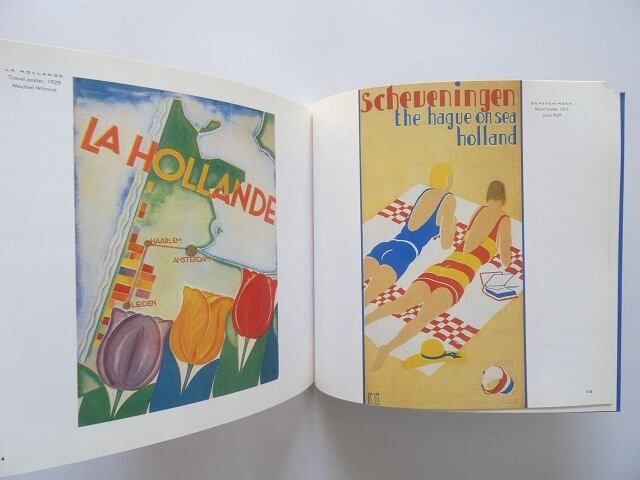 LA HOLLANDE
Travel poster, 1929
Machiel Wilmink
LA HOLLANDE
HAARLEM
AMSTERDAM
LEIDEN
4
scheveningen
the hague on sea
holland
SCHEVENINGEN
Resort poster, 1931
Louis Kalff